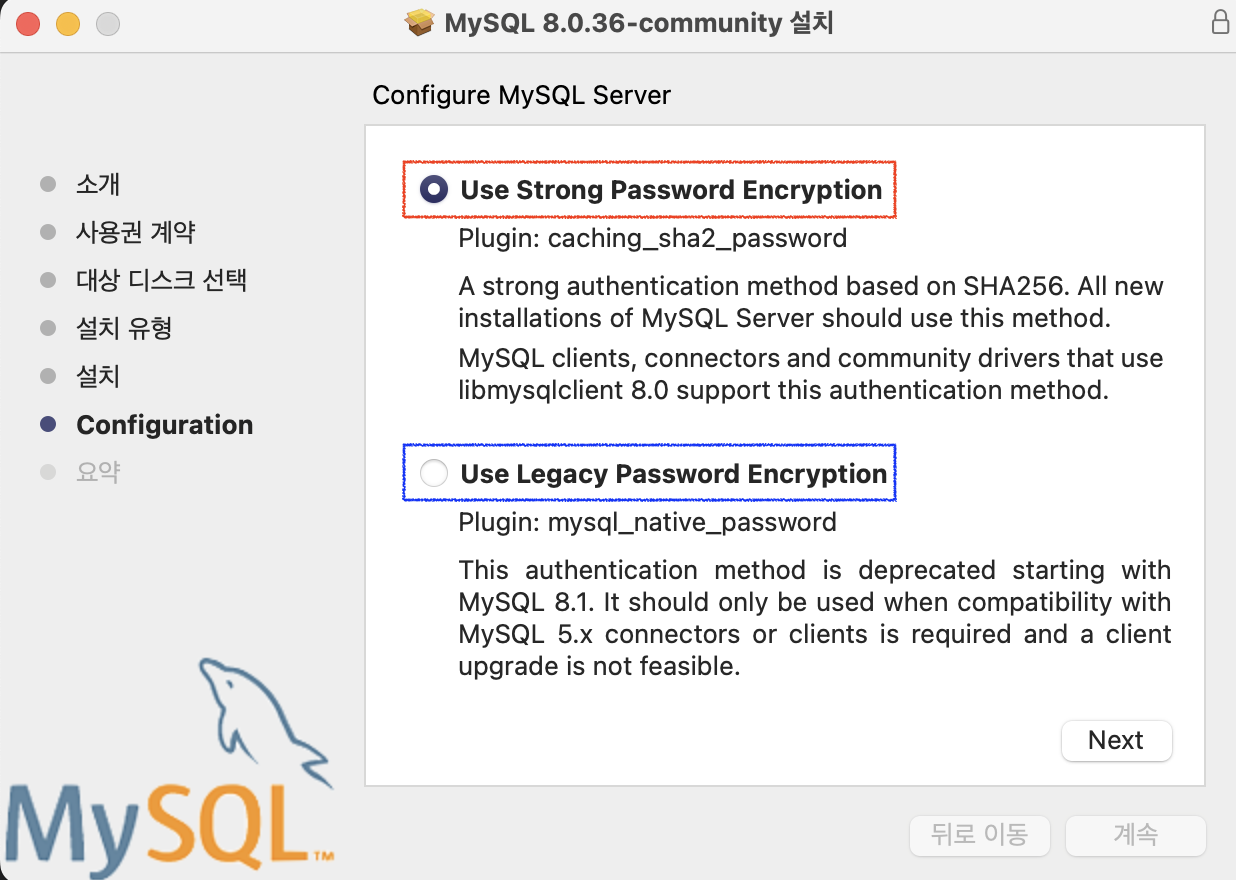 MySQL 8.0.36-community 설치
Configure MySQL Server
소개
사용권 계약
대상 디스크 선택
설치 유형
설치
Configuration
요약
Use Strong Password Encryption
Plugin: caching_sha2_password
A strong authentication method based on SHA256. All new
installations of MySQL Server should use this method.
MySQL clients, connectors and community drivers that use
libmysqlclient 8.0 support this authentication method.
Use Legacy Password Encryption
Plugin: mysql_native_password
This authentication method is deprecated starting with
MySQL 8.1. It should only be used when compatibility with
MySQL 5.x connectors or clients is required and a client
upgrade is not feasible.
Next
MySQL™
뒤로 이동
계속